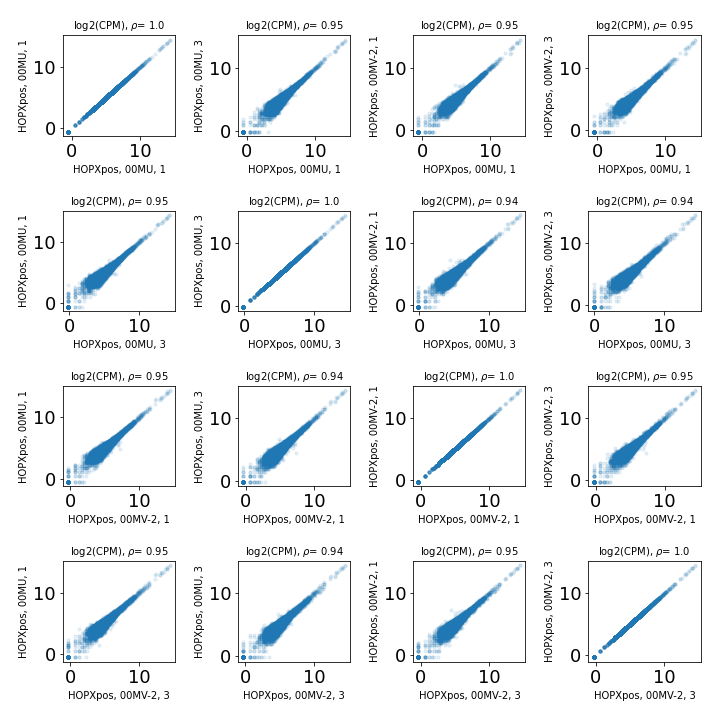 log2(CPM), ρ= 1.0
log2(CPM), ρ= 0.95
log2(CPM), ρ= 0.95
log2(CPM), ρ= 0.95
HOPXpos, 00MU, 1
HOPXpos, 00MU, 3
HOPXpos, 00MV-2, 1
HOPXpos, 00MV-2, 3
10
0
10
0
10
0
10
0
0 10
0 10
0 10
0 10
HOPXpos, 00MU, 1
HOPXpos, 00MU, 1
HOPXpos, 00MU, 1
HOPXpos, 00MU, 1
log2(CPM), ρ= 0.95
log2(CPM), ρ= 1.0
log2(CPM), ρ= 0.94
log2(CPM), ρ= 0.94
HOPXpos, 00MU, 1
HOPXpos, 00MU, 3
HOPXpos, 00MV-2, 1
HOPXpos, 00MV-2, 3
10
0
10
0
10
0
10
0
0 10
0 10
0 10
0 10
HOPXpos, 00MU, 3
HOPXpos, 00MU, 3
HOPXpos, 00MU, 3
HOPXpos, 00MU, 3
log2(CPM), ρ= 0.95
log2(CPM), ρ= 0.94
log2(CPM), ρ= 1.0
log2(CPM), ρ= 0.95
HOPXpos, 00MU, 1
HOPXpos, 00MU, 3
HOPXpos, 00MV-2, 1
HOPXpos, 00MV-2, 3
10
0
10
0
10
0
10
0
0 10
0 10
0 10
0 10
HOPXpos, 00MV-2, 1
HOPXpos, 00MV-2, 1
HOPXpos, 00MV-2, 1
HOPXpos, 00MV-2, 1
log2(CPM), ρ= 0.95
log2(CPM), ρ= 0.94
log2(CPM), ρ= 0.95
log2(CPM), ρ= 1.0
HOPXpos, 00MU, 1
HOPXpos, 00MU, 3
HOPXpos, 00MV-2, 1
HOPXpos, 00MV-2, 3
10
0
10
0
10
0
10
0
0 10
0 10
0 10
0 10
HOPXpos, 00MV-2, 3
HOPXpos, 00MV-2, 3
HOPXpos, 00MV-2, 3
HOPXpos, 00MV-2, 3